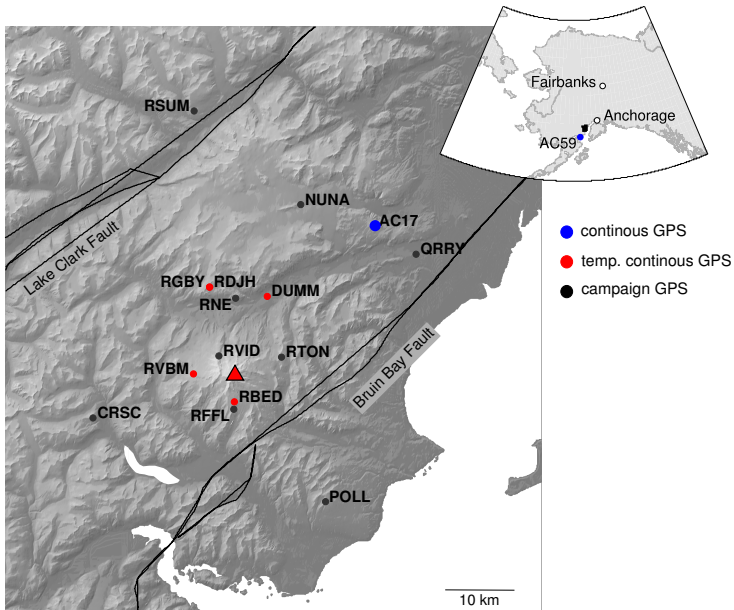 Fairbanks
Anchorage
AC59
RSUM
NUNA
AC17
QRRY
Lake Clark Fault
RGBY RDJH
DUMM
RNE
RVID
RTON
RVBM
RBED
RFFL
CRSC
Bruin Bay Fault
POLL
10 km
continous GPS
temp. continous GPS
campaign GPS